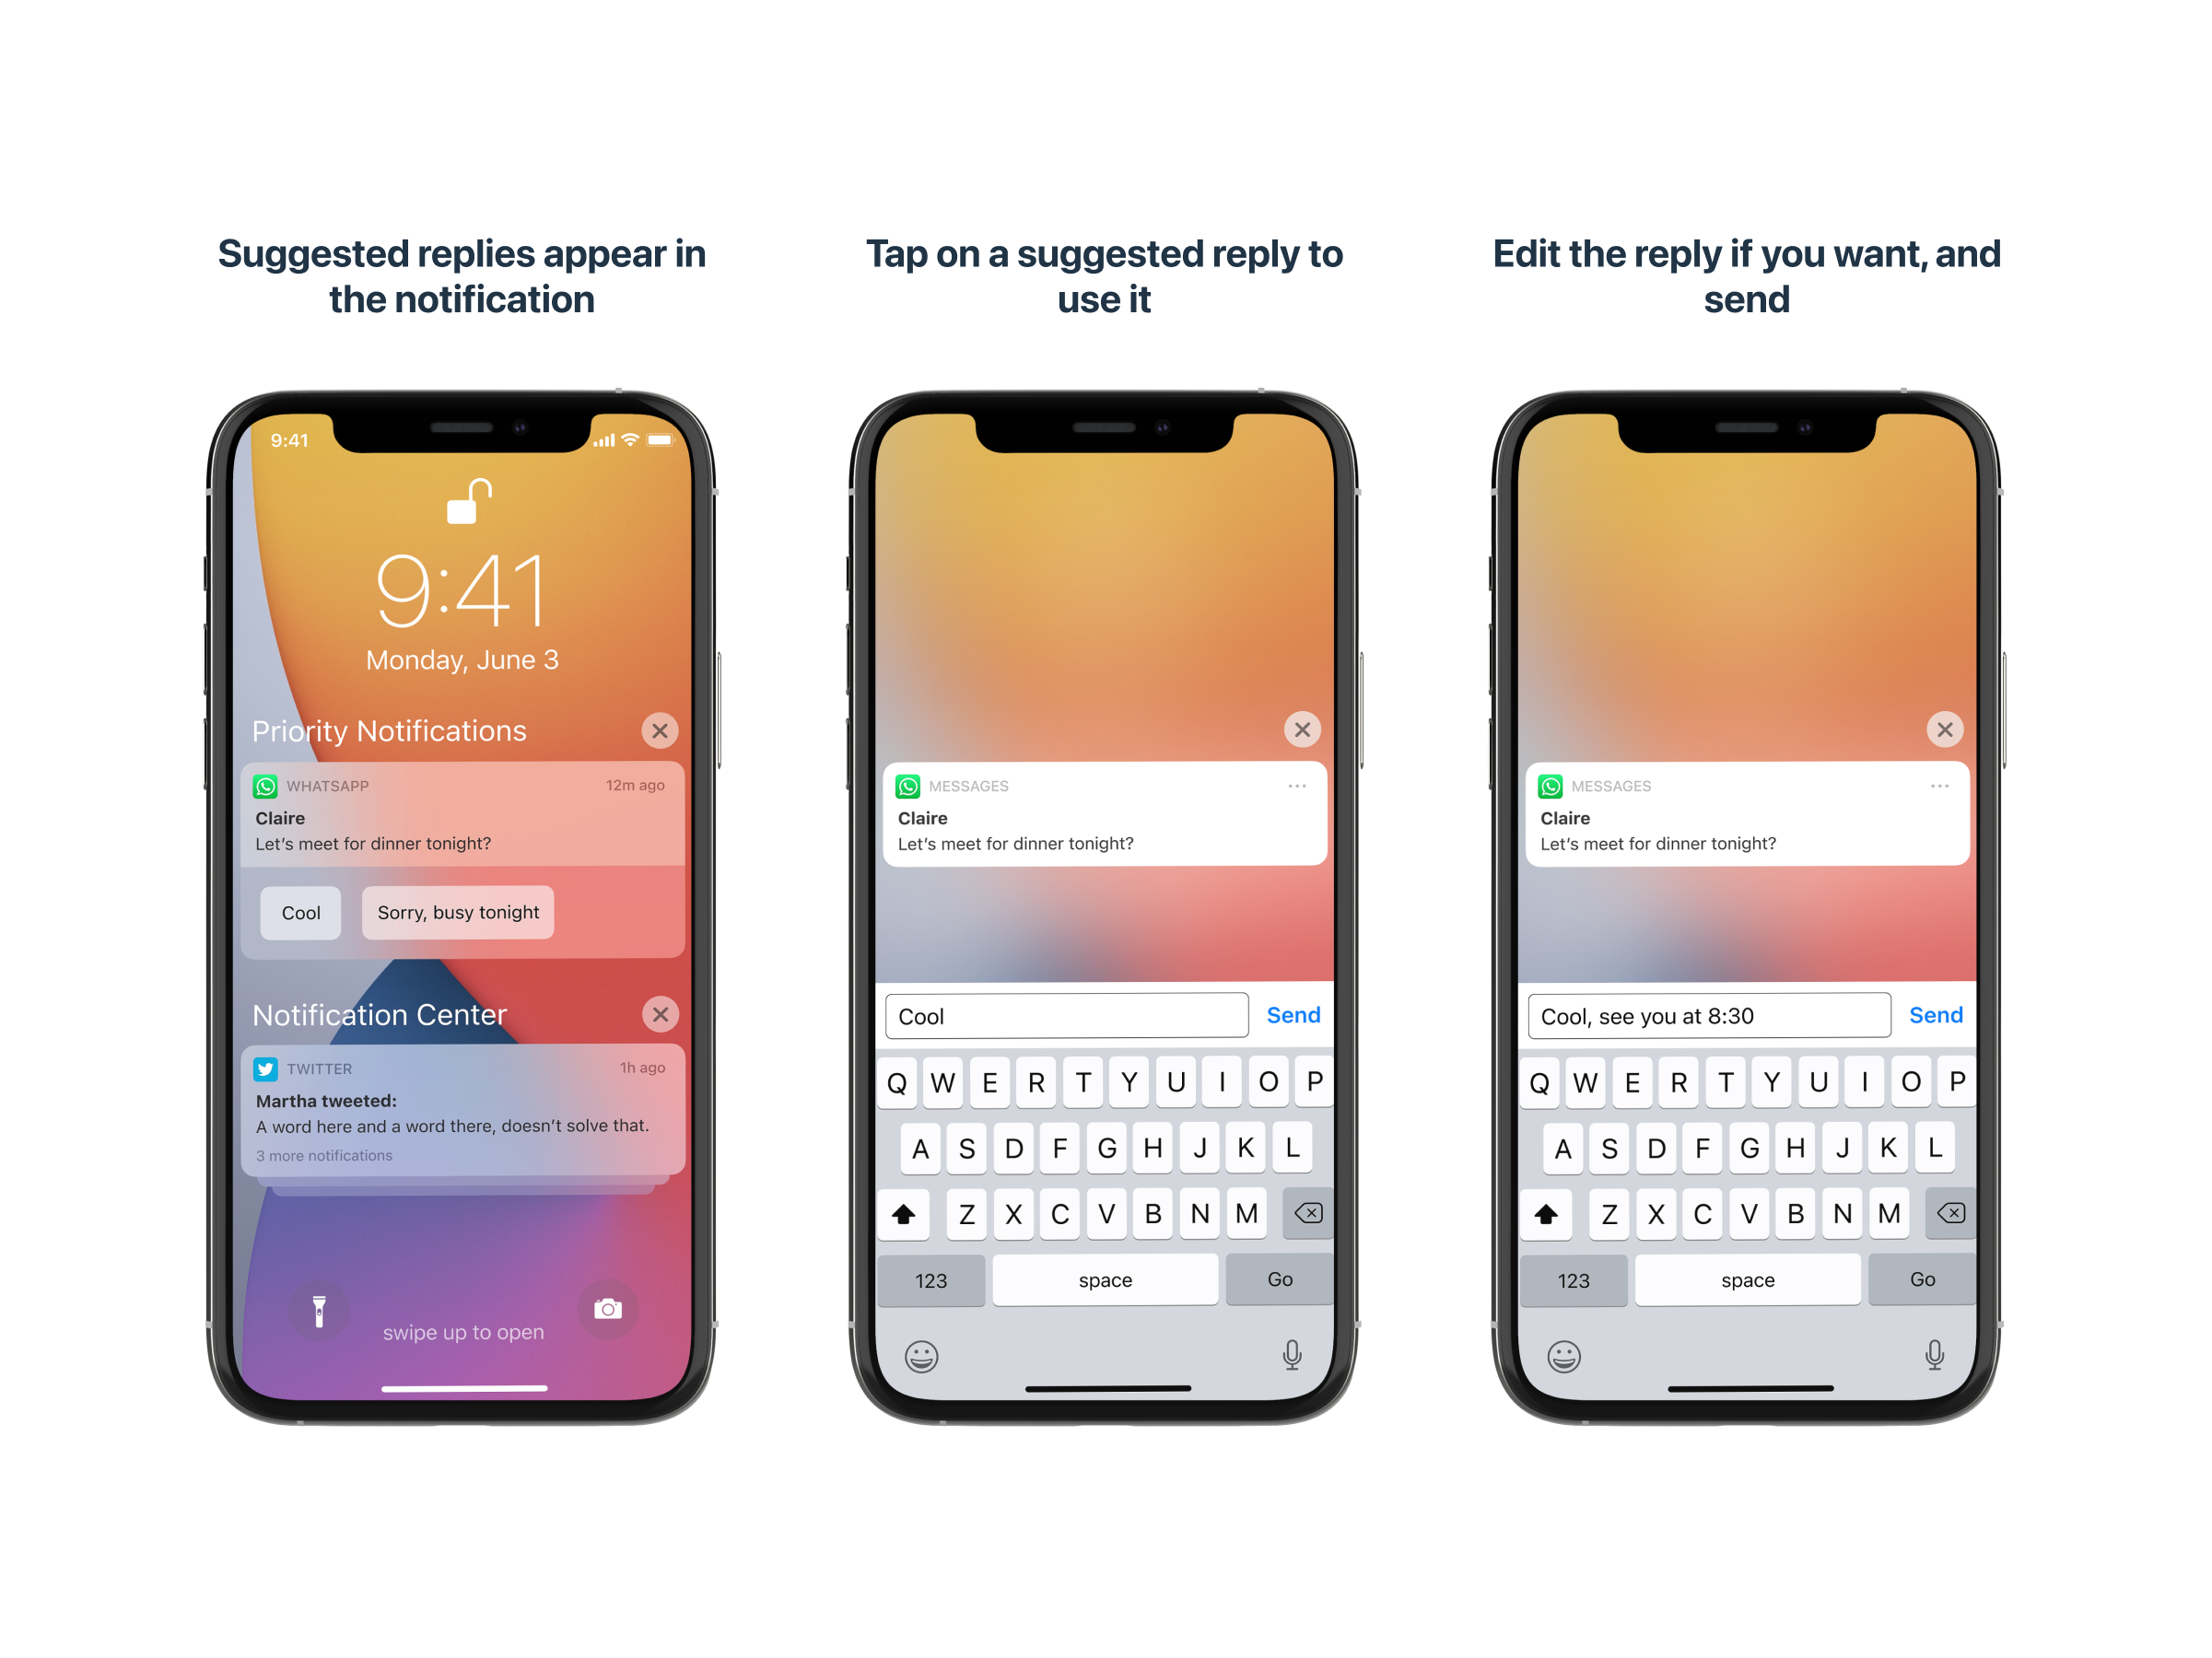 Suggested replies appear in
the notification
9:41
9:41
Monday, June 3
Priority Notifications
WHATSAPP 12m ago
Claire
Let's meet for dinner tonight?
Cool Sorry, busy tonight
Notification Center
TWITTER 1h ago
Martha tweeted:
A word here and a word there, doesn't solve that.
3 more notifications
swipe up to open
Tap on a suggested reply to
use it
MESSAGES
Claire
Let's meet for dinner tonight?
Cool Send
Q W E R T Y U I O P
A S D F G H J K L
Z X C V B N M
123 space Go
Edit the reply if you want, and
send
MESSAGES
Claire
Let's meet for dinner tonight?
Cool, see you at 8:30 Send
Q W E R T Y U I O P
A S D F G H J K L
Z X C V B N M
123 space Go